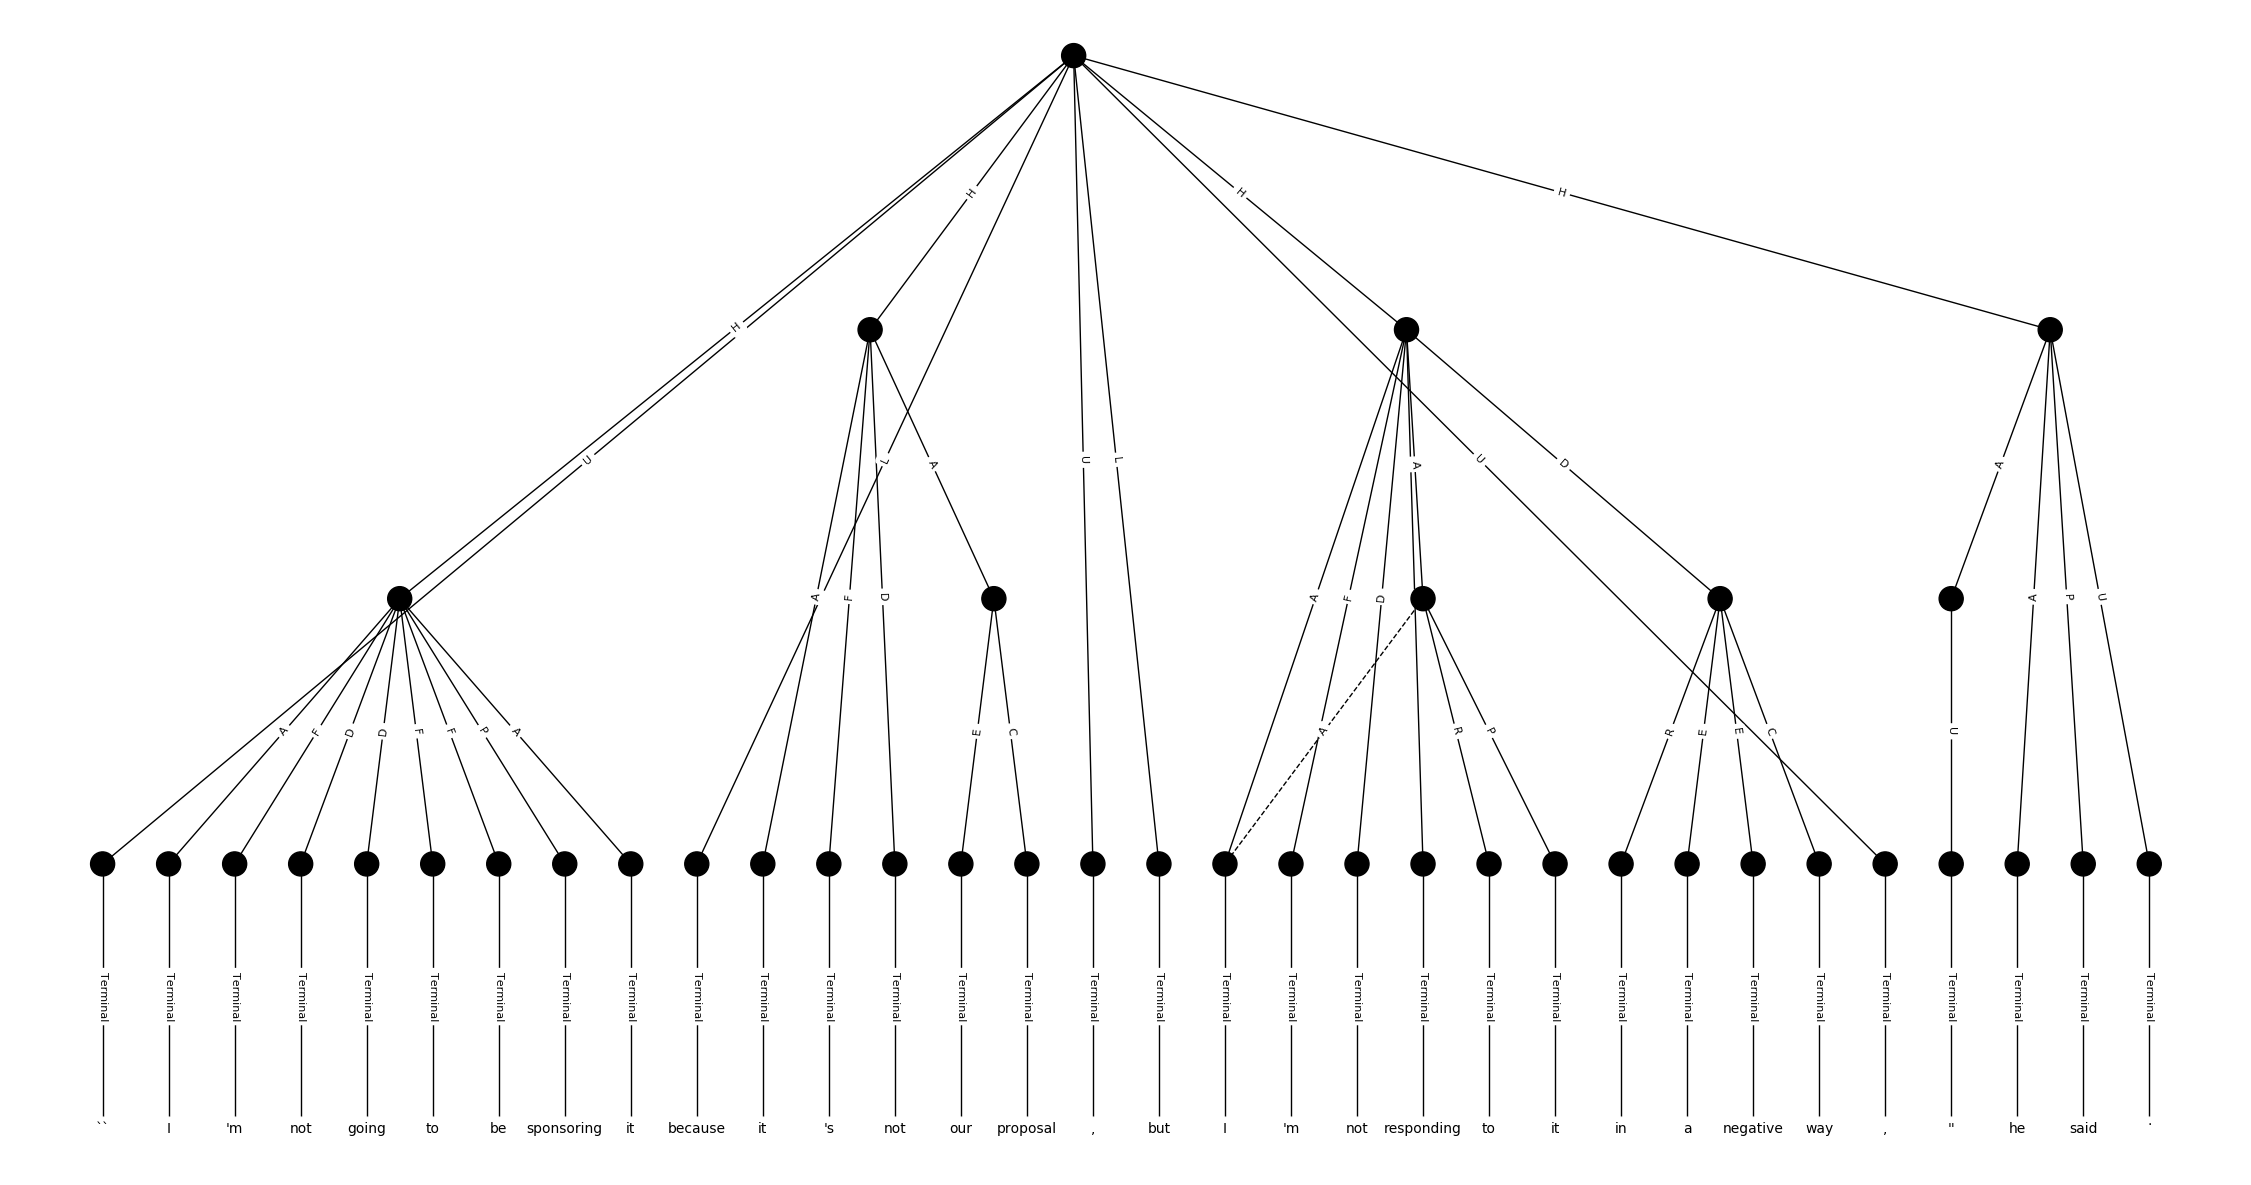 H H H
H
U L A U L A U D A
A F D A F D A F D A P U
A F D D F F P A E C A R P R E E C U
Terminal Terminal Terminal Terminal Terminal Terminal Terminal Terminal Terminal Terminal Terminal Terminal Terminal Terminal Terminal Terminal Terminal Terminal Terminal Terminal Terminal Terminal Terminal Terminal Terminal Terminal Terminal Terminal Terminal Terminal Terminal Terminal
`` I 'm not going to be sponsoring it because it 's not our proposal , but I 'm not responding to it in a negative way , " he said .